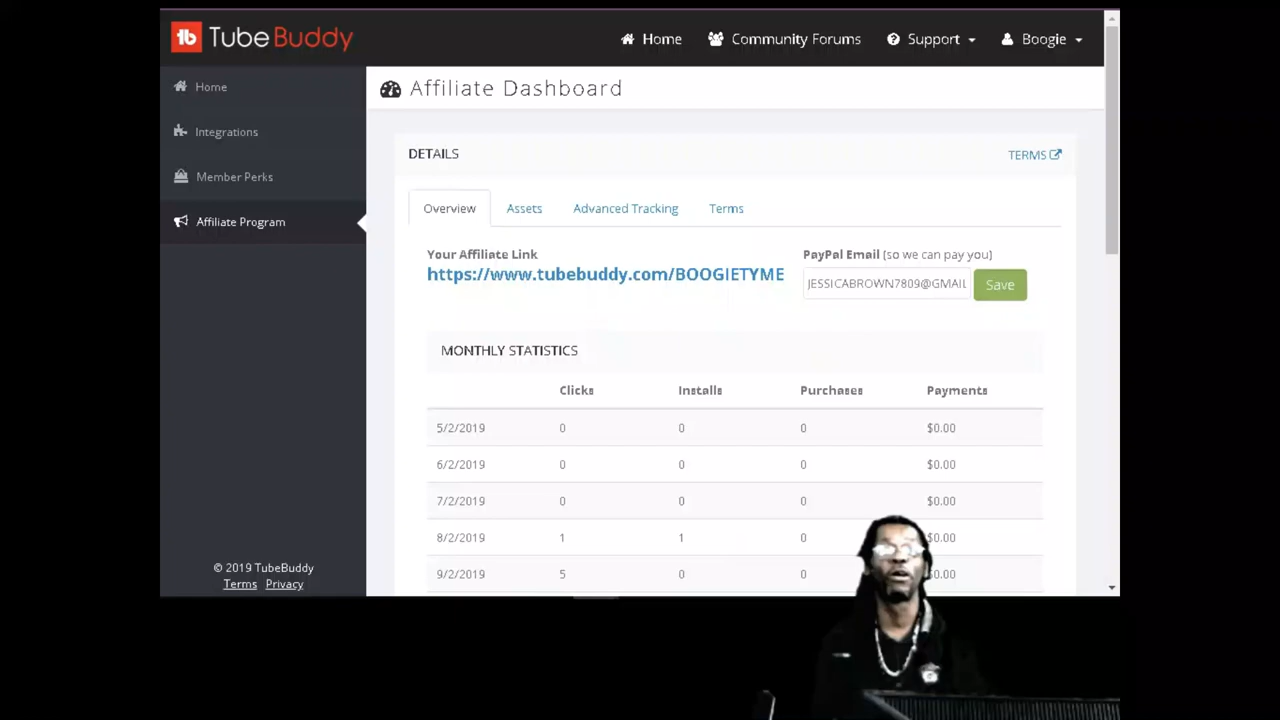 TubeBuddy
Home
Community Forums
Support
Boogie
Home
Integrations
Member Perks
Affiliate Program
© 2019 TubeBuddy
Terms Privacy
Affiliate Dashboard
DETAILS
TERMS
Overview Assets Advanced Tracking Terms
Your Affiliate Link
https://www.tubebuddy.com/BOOGIETYME
PayPal Email (so we can pay you)
JESSICABROWN7809@GMAIL
Save
MONTHLY STATISTICS
Clicks Installs Purchases Payments
5/2/2019 0 0 0 $0.00
6/2/2019 0 0 0 $0.00
7/2/2019 0 0 0 $0.00
8/2/2019 1 1 0 $0.00
9/2/2019 5 0 0 $0.00